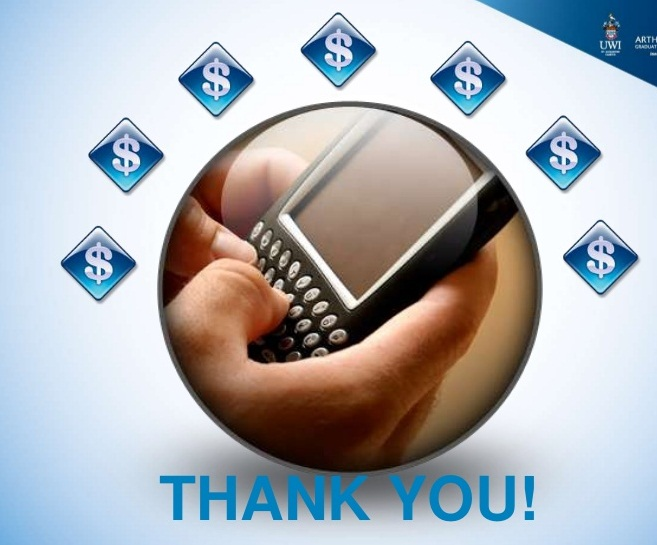 $ $ $ $ $ $ $
UWI
ARTH
THANK YOU!